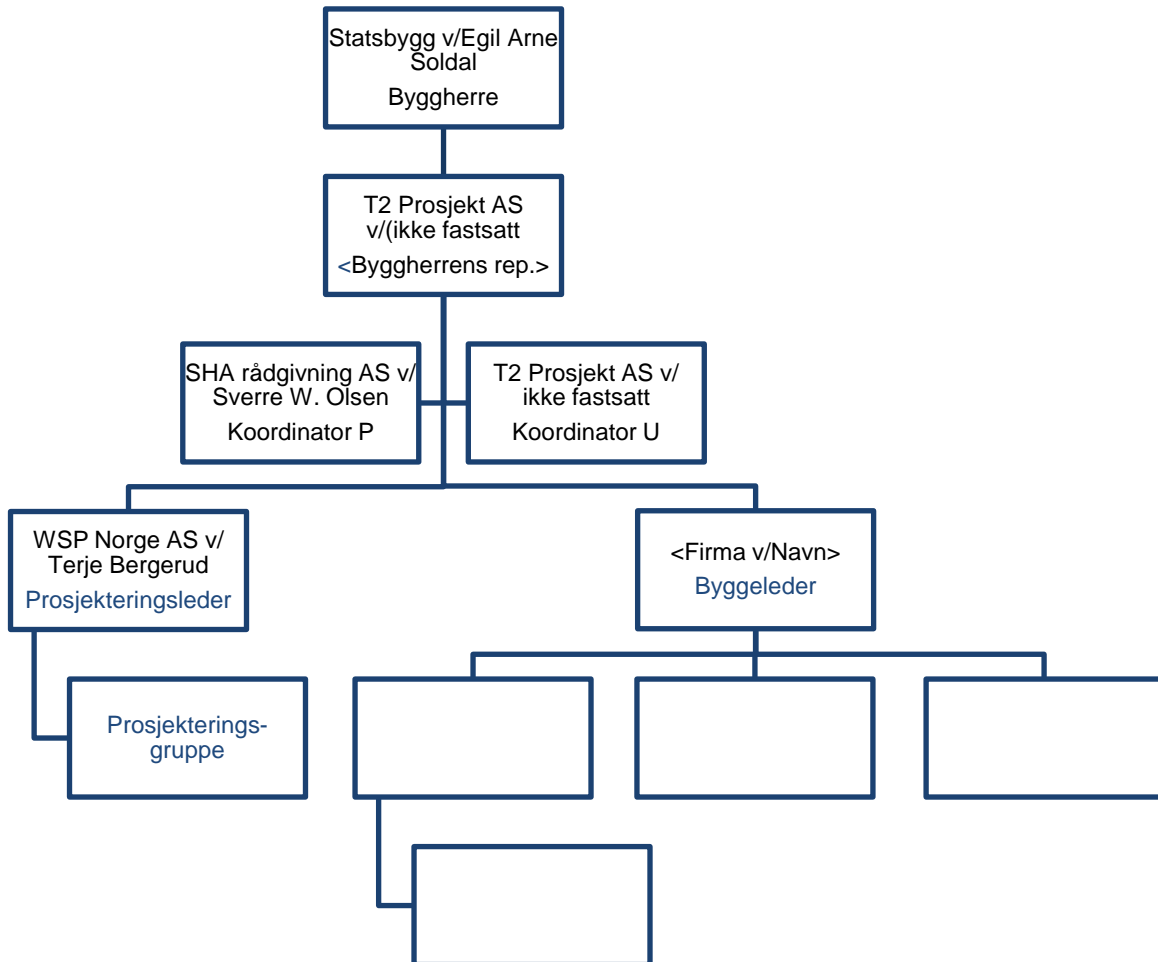 Statsbygg v/Egil Arne
Soldal
Byggherre
T2 Prosjekt AS
v/(ikke fastsatt
<Byggherrens rep.>
SHA rådgivning AS v/
Sverre W. Olsen
Koordinator P
T2 Prosjekt AS v/
ikke fastsatt
Koordinator U
WSP Norge AS v/
Terje Bergerud
Prosjekteringsleder
<Firma v/Navn>
Byggeleder
Prosjekterings-
gruppe